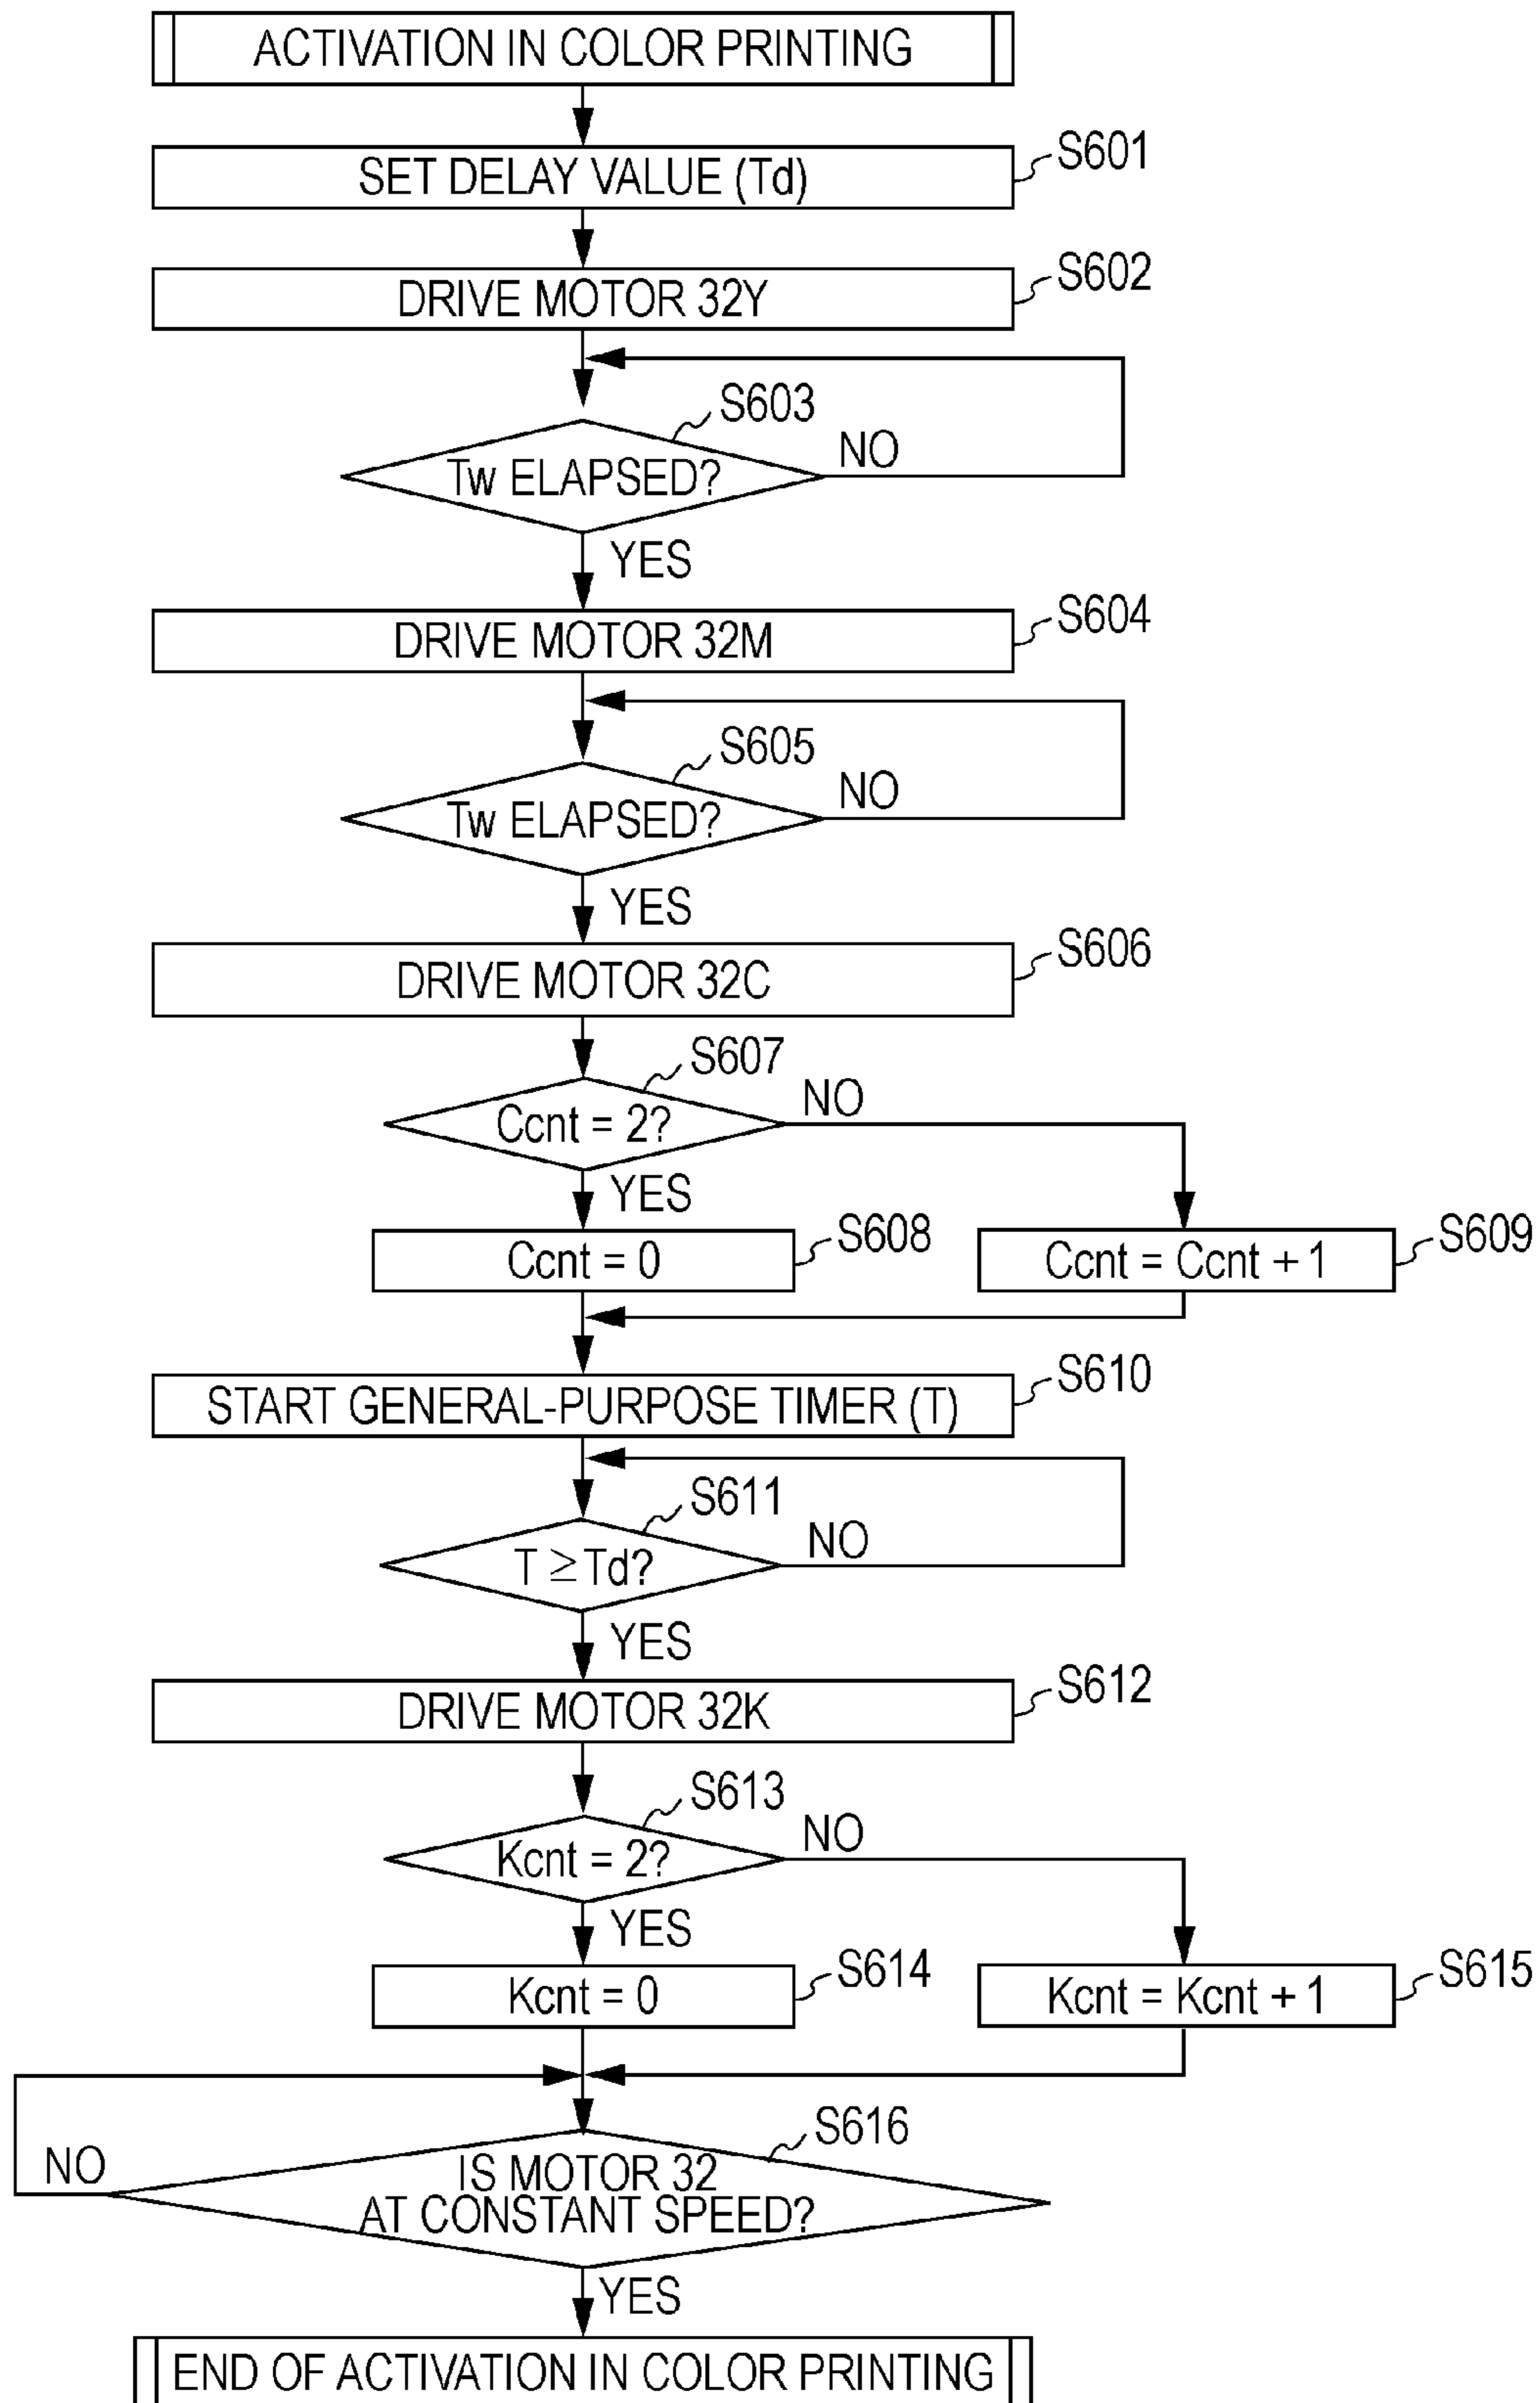 ACTIVATION IN COLOR PRINTING
S601
SET DELAY VALUE (Td)
S602
DRIVE MOTOR 32Y
S603
NO
Tw ELAPSED?
YES
S604
DRIVE MOTOR 32M
S605
NO
Tw ELAPSED?
YES
S606
DRIVE MOTOR 32C
S607
NO
Ccnt = 2?
YES
S608
Ccnt = 0
S609
Ccnt = Ccnt + 1
S610
START GENERAL-PURPOSE TIMER (T)
S611
NO
T ≧ Td?
YES
S612
DRIVE MOTOR 32K
S613
NO
Kcnt = 2?
YES
S614
Kcnt = 0
S615
Kcnt = Kcnt + 1
S616
NO
IS MOTOR 32
AT CONSTANT SPEED?
YES
END OF ACTIVATION IN COLOR PRINTING